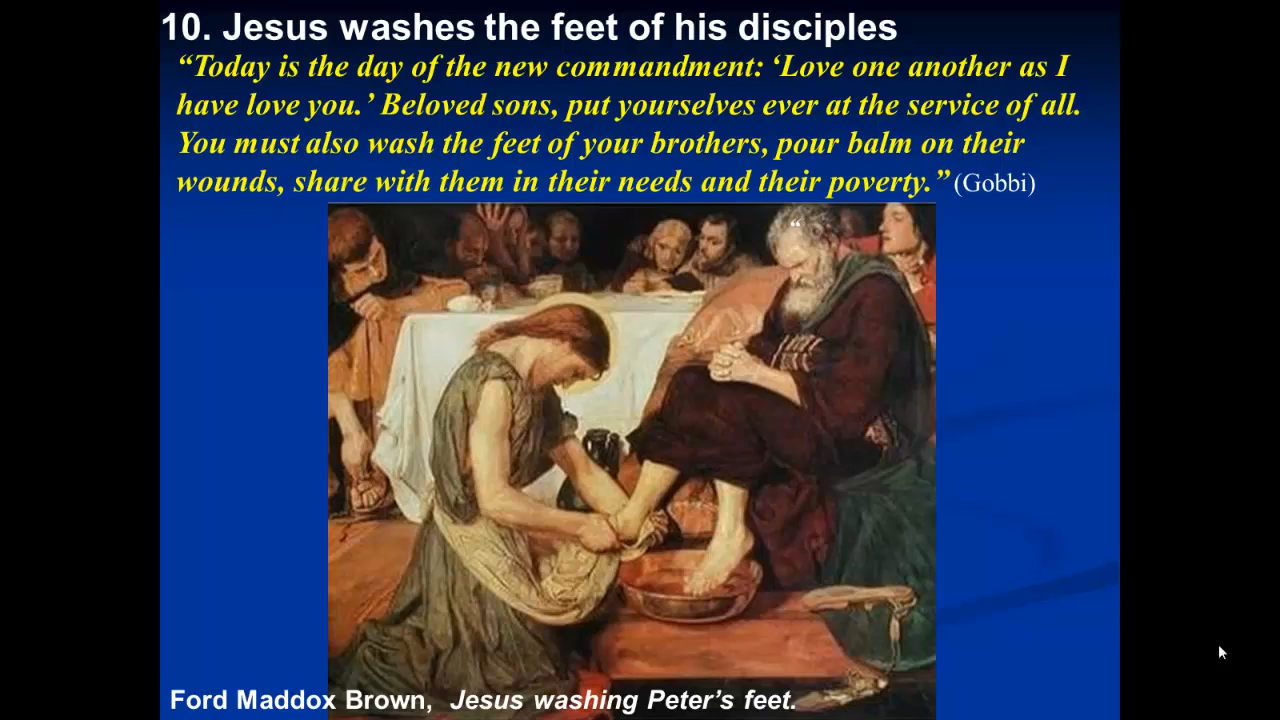 10. Jesus washes the feet of his disciples
“Today is the day of the new commandment: ‘Love one another as I
have love you.’ Beloved sons, put yourselves ever at the service of all.
You must also wash the feet of your brothers, pour balm on their
wounds, share with them in their needs and their poverty.” (Gobbi)
“
Ford Maddox Brown, Jesus washing Peter’s feet.